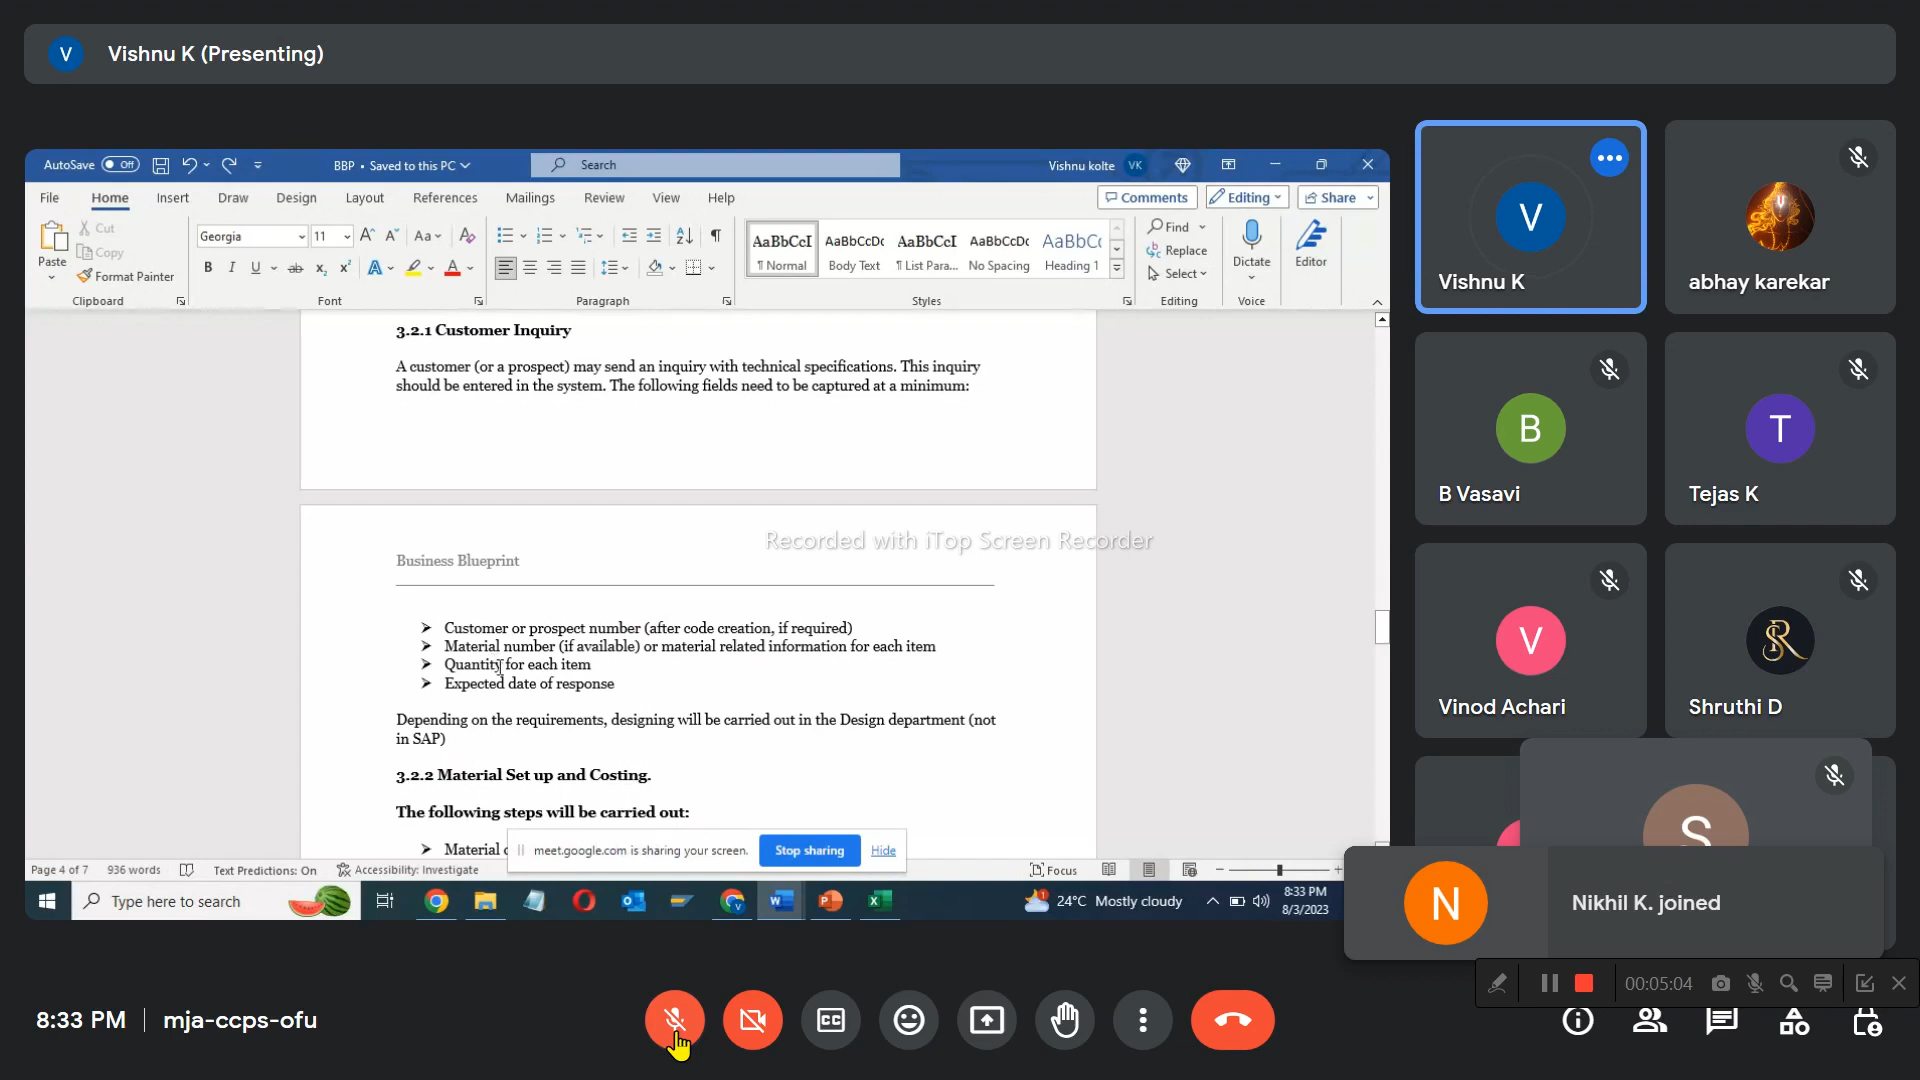 V Vishnu K (Presenting)
AutoSave Off BBP • Saved to this PC Search Vishnu kolte VK
File Home Insert Draw Design Layout References Mailings Review View Help Comments Editing Share
Paste Cut Copy Format Painter
Georgia 11 Aa
B I U ab x₂ x² A A
AaBbCcI AaBbCcDc AaBbCcI AaBbCcDc AaBbCc
¶ Normal Body Text ¶ List Para... No Spacing Heading 1
Find Replace Select
Dictate Editor
Clipboard Font Paragraph Styles Editing Voice
3.2.1 Customer Inquiry
A customer (or a prospect) may send an inquiry with technical specifications. This inquiry
should be entered in the system. The following fields need to be captured at a minimum:
Recorded with iTop Screen Recorder
Business Blueprint
➤ Customer or prospect number (after code creation, if required)
➤ Material number (if available) or material related information for each item
➤ Quantity for each item
➤ Expected date of response
Depending on the requirements, designing will be carried out in the Design department (not
in SAP)
3.2.2 Material Set up and Costing.
The following steps will be carried out:
➤ Material
meet.google.com is sharing your screen. Stop sharing Hide
Page 4 of 7 936 words Text Predictions: On Accessibility: Investigate Focus
Type here to search 24°C Mostly cloudy 8:33 PM
8/3/2023
V
Vishnu K
abhay karekar
B
B Vasavi
T
Tejas K
V
Vinod Achari
SR
Shruthi D
S
N Nikhil K. joined
00:05:04
8:33 PM mja-ccps-ofu
CC